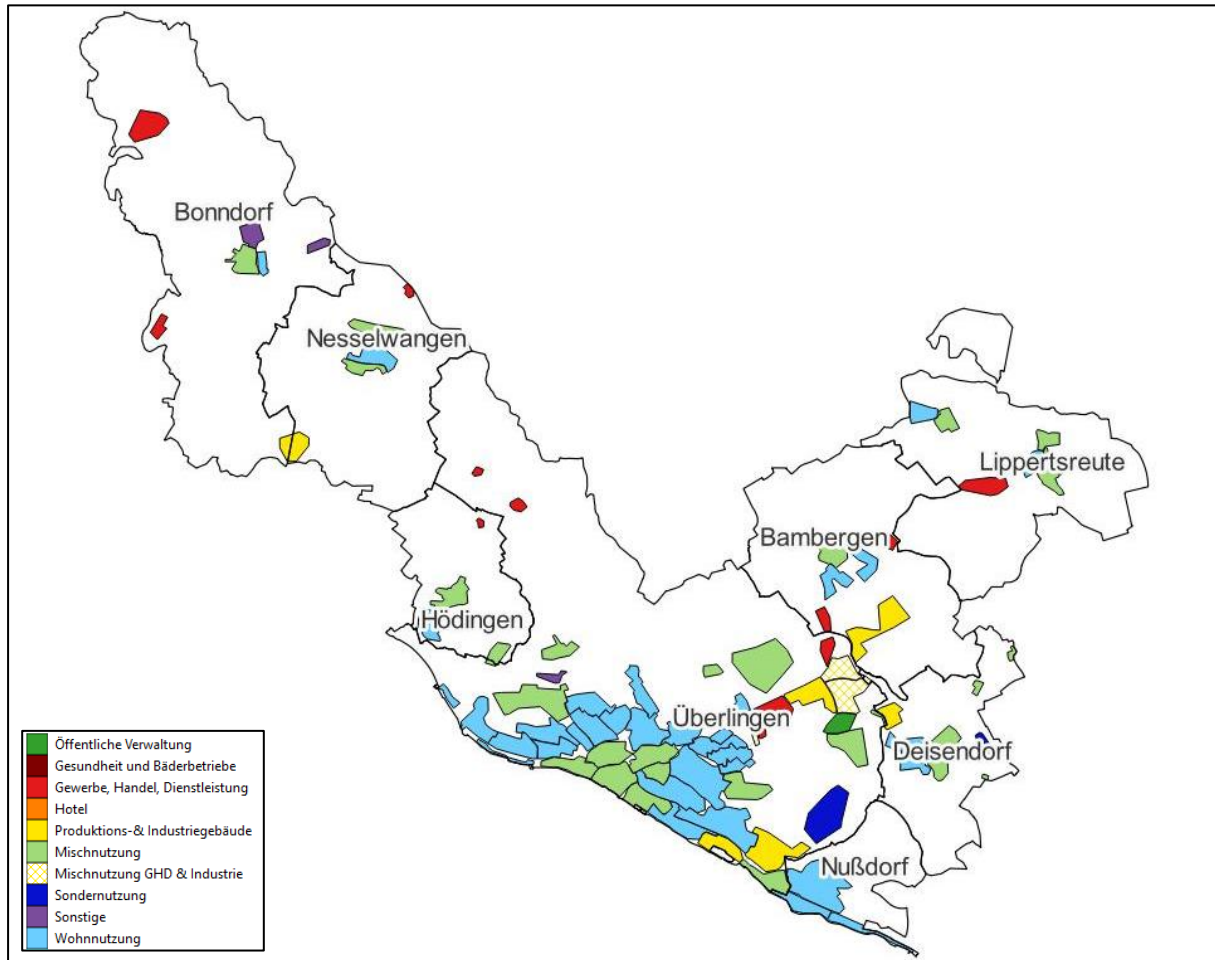 Bonndorf
Nesselwangen
Lippertsreute
Bambergen
Hödingen
Überlingen
Deisendorf
Nußdorf
Öffentliche Verwaltung
Gesundheit und Bäderbetriebe
Gewerbe, Handel, Dienstleistung
Hotel
Produktions-& Industriegebäude
Mischnutzung
Mischnutzung GHD & Industrie
Sondernutzung
Sonstige
Wohnnutzung